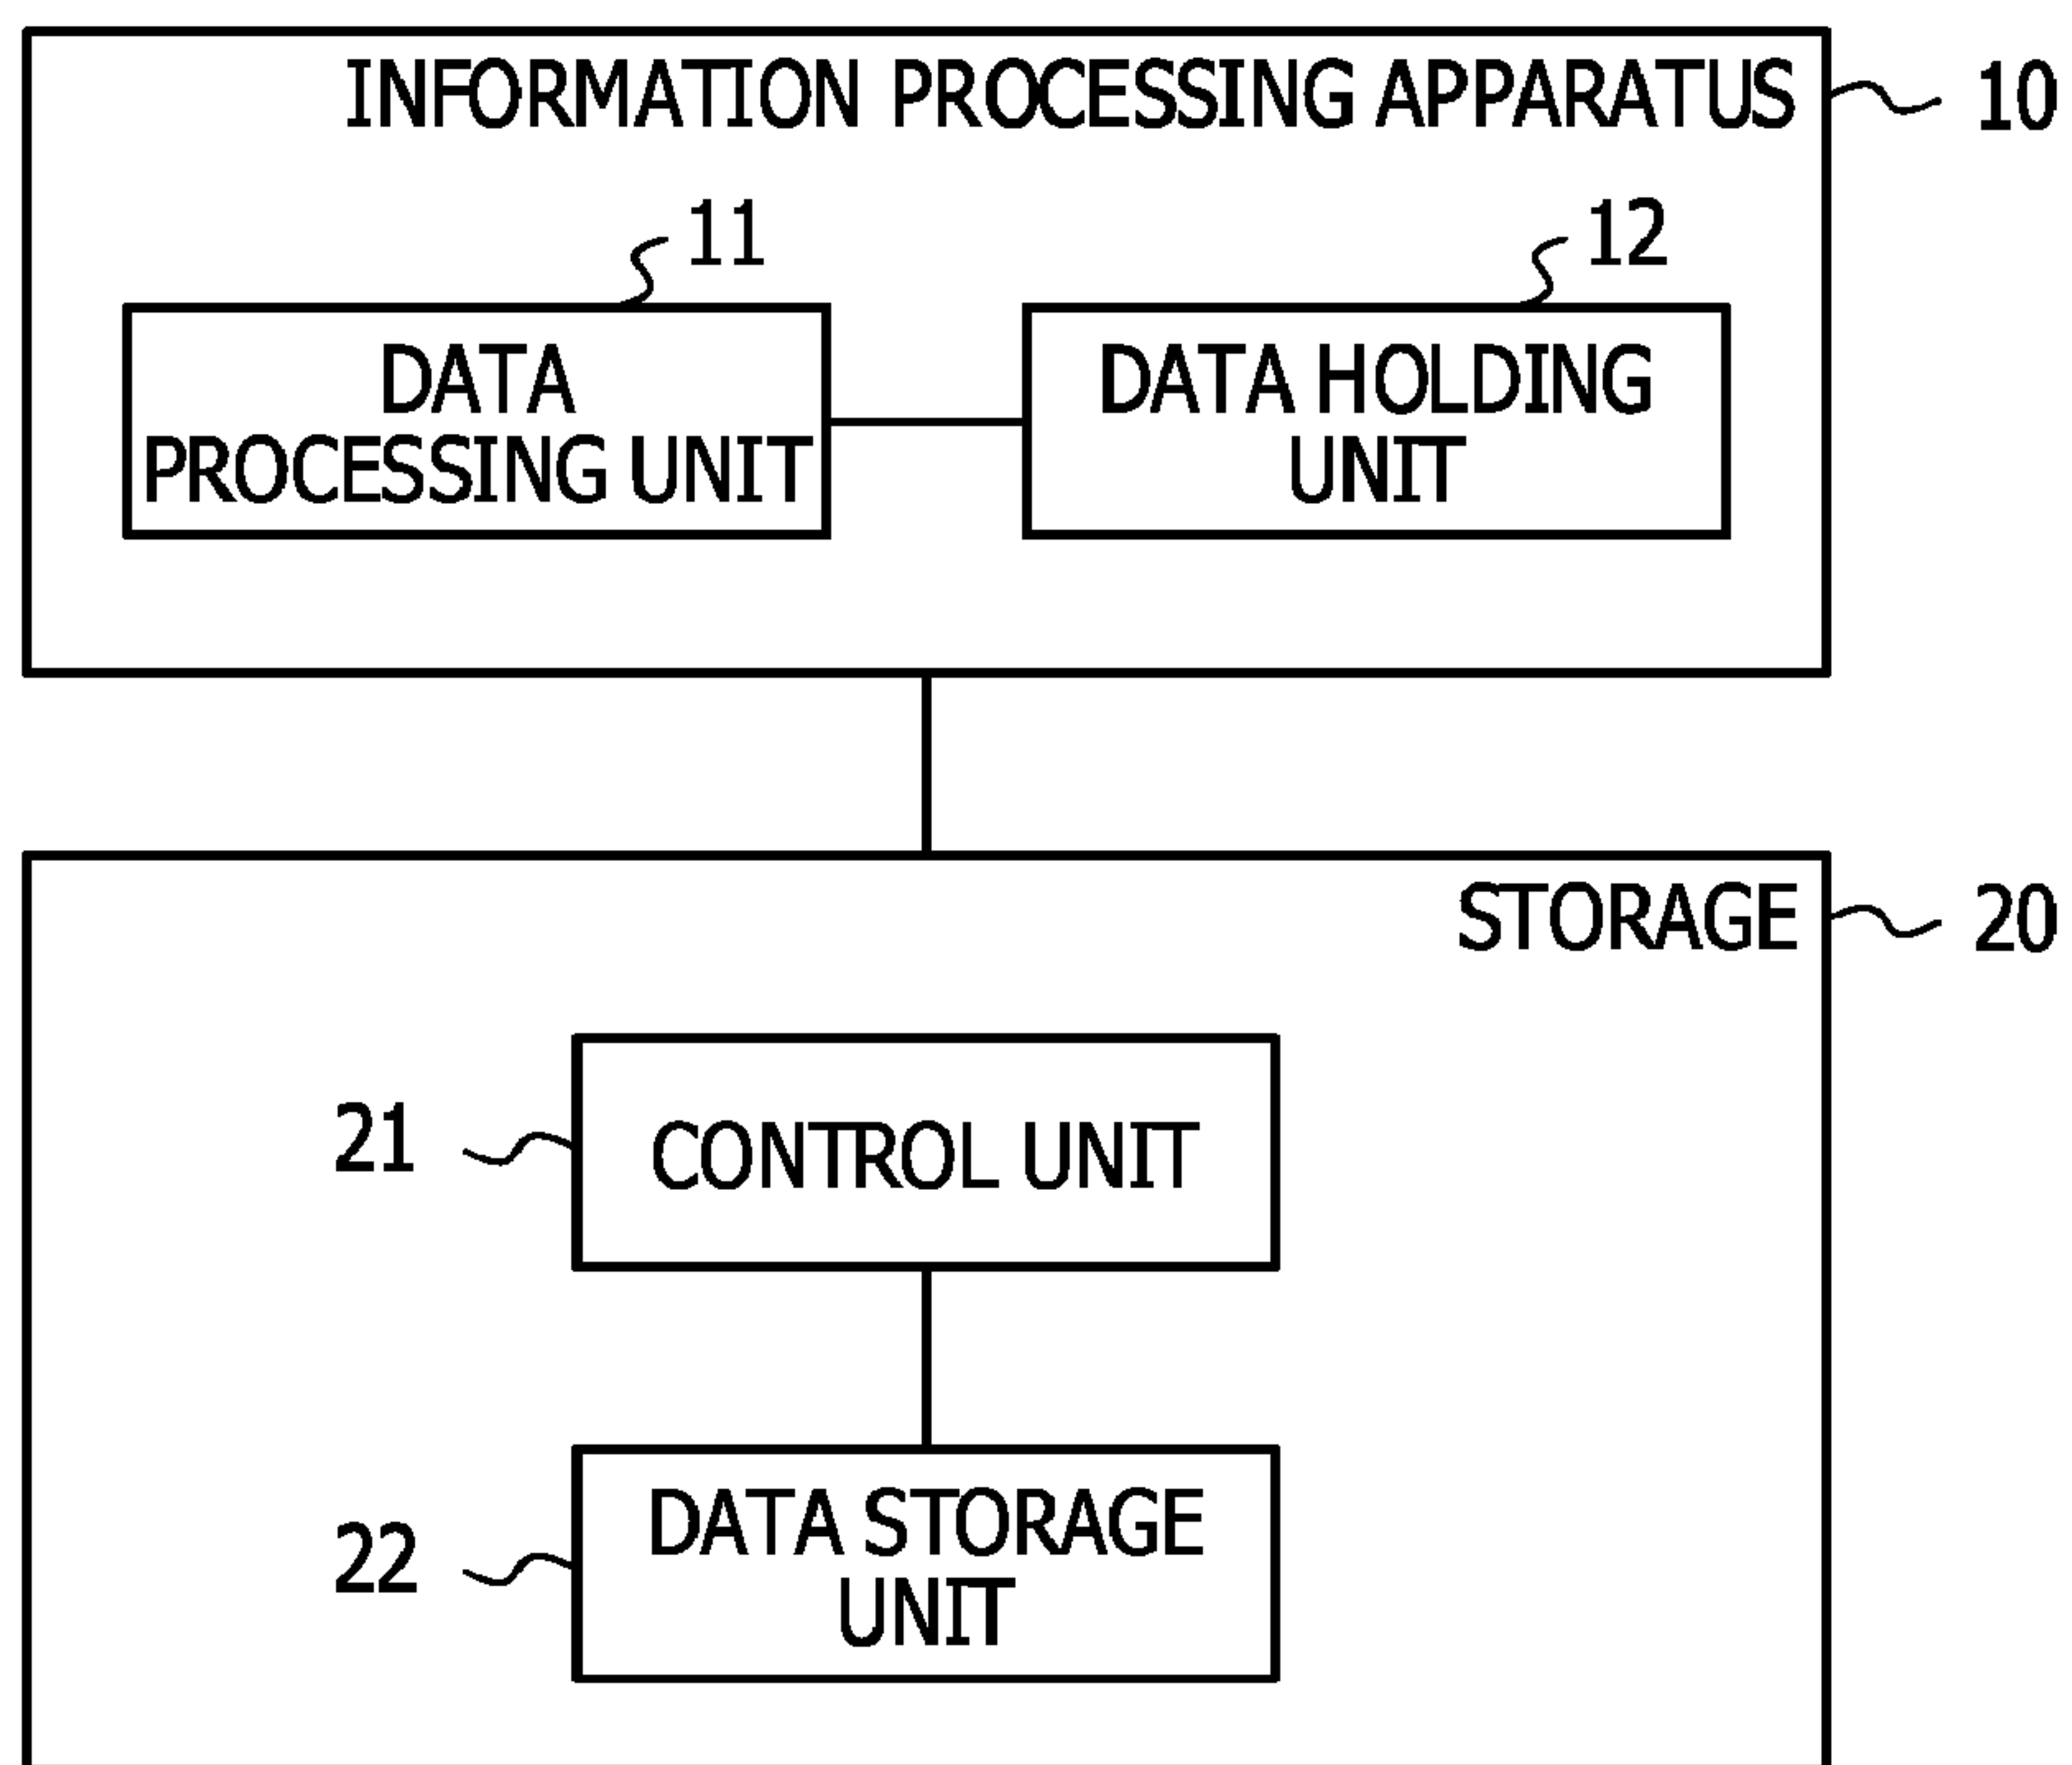 INFORMATION PROCESSING APPARATUS
10
11
12
DATA
PROCESSING UNIT
DATA HOLDING
UNIT
STORAGE
20
21
CONTROL UNIT
22
DATA STORAGE
UNIT